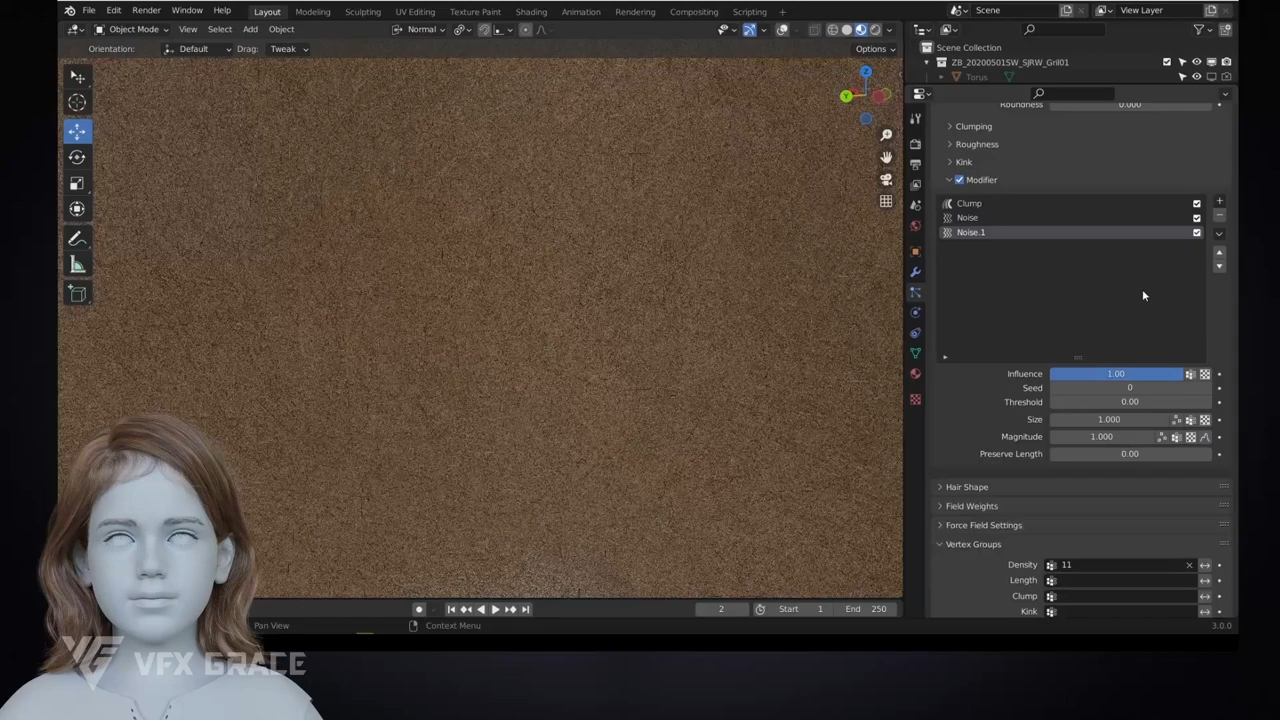 File Edit Render Window Help Layout Modeling Sculpting UV Editing Texture Paint Shading Animation Rendering Compositing Scripting + Scene View Layer
Object Mode View Select Add Object Normal
Scene Collection
Orientation: Default Drag: Tweak Options
ZB_20200501SW_SJRW_Gril01
Torus
Z
Y
Roundness 0.000
Clumping
Roughness
Kink
Modifier
Clump
Noise
Noise.1
Influence 1.00
Seed 0
Threshold 0.00
Size 1.000
Magnitude 1.000
Preserve Length 0.00
Hair Shape
Field Weights
Force Field Settings
Vertex Groups
Density 11
Length
Clump
Kink
2 Start 1 End 250
Pan View Context Menu 3.0.0
VFX GRACE